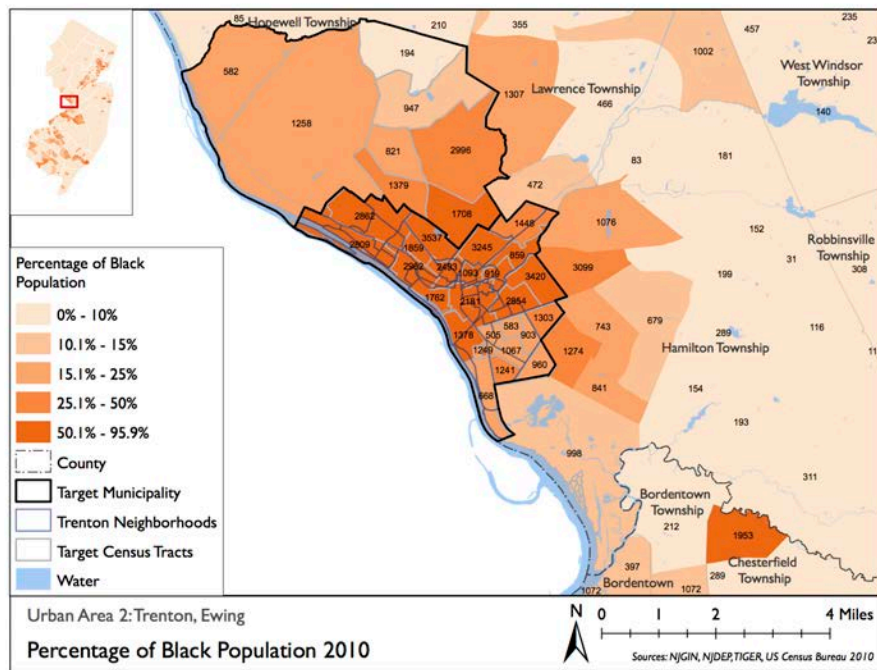 85
Hopewell Township
210
355
457
235
23
194
1002
West Windsor
Township
582
1307
Lawrence Township
947
466
140
1258
821
2996
83
181
1379
472
2862
1708
1448
1076
152
3537
3245
Robbinsville
Township
2809
1859
859
31
308
2493
1093
919
3420
3099
199
1762
2181
2854
583
1303
743
679
289
116
1378
505
903
Hamilton Township
1249
1067
1274
11
1241
960
841
154
668
193
998
311
Bordentown
Township
212
1953
397
289
Chesterfield
Township
1072
Bordentown
1072
Percentage of Black
Population
0% - 10%
10.1% - 15%
15.1% - 25%
25.1% - 50%
50.1% - 95.9%
County
Target Municipality
Trenton Neighborhoods
Target Census Tracts
Water
Urban Area 2: Trenton, Ewing
Percentage of Black Population 2010
N
0 1 2 4 Miles
Sources: NJGIN, NJDEP, TIGER, US Census Bureau 2010